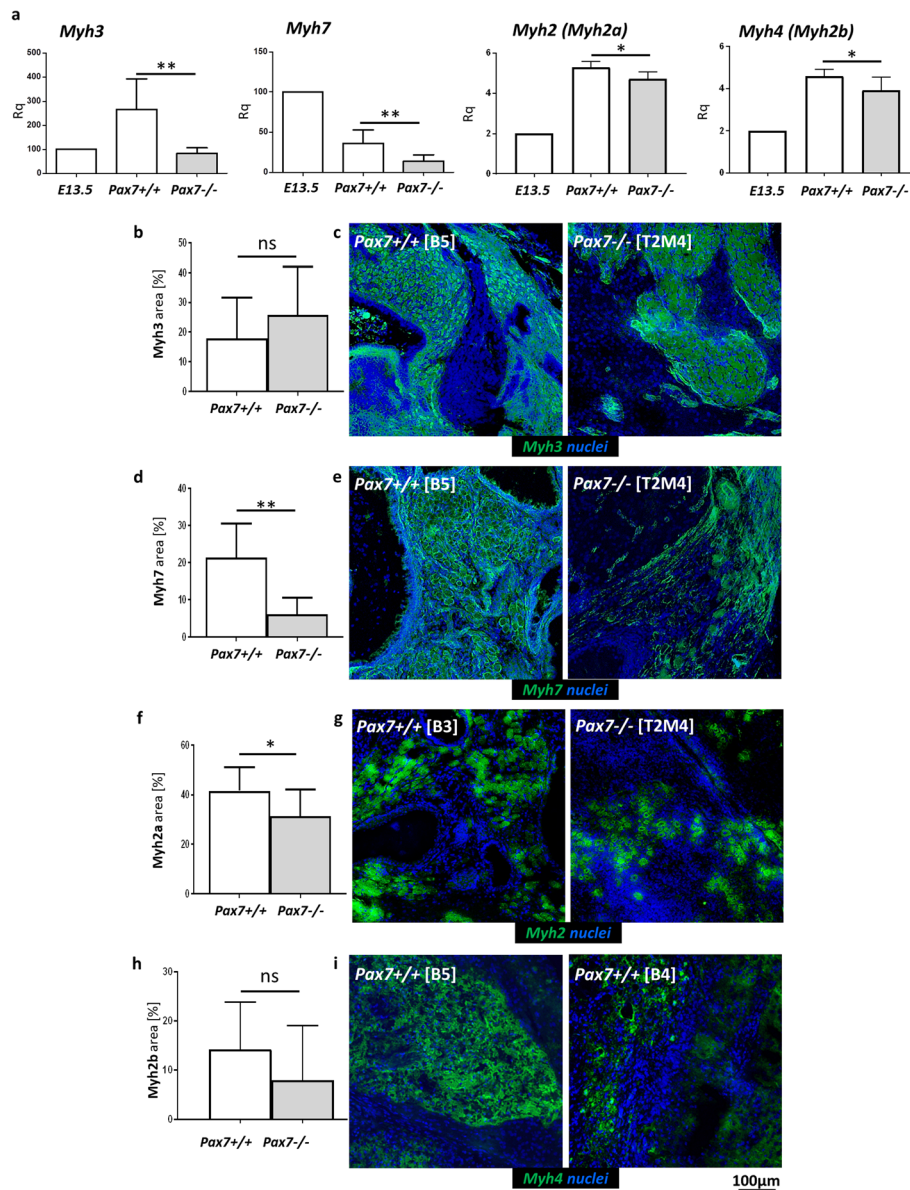 a
Myh3
Myh7
Myh2 (Myh2a)
Myh4 (Myh2b)
Rq
500
400
300
200
100
0
**
E13.5 Pax7+/+ Pax7-/-
Rq
100
50
0
**
E13.5 Pax7+/+ Pax7-/-
Rq
6
4
2
0
*
E13.5 Pax7+/+ Pax7-/-
Rq
6
4
2
0
*
E13.5 Pax7+/+ Pax7-/-
b
Myh3 area [%]
50
40
30
20
10
0
ns
Pax7+/+ Pax7-/-
c
Pax7+/+ [B5]
Pax7-/- [T2M4]
Myh3 nuclei
d
Myh7 area [%]
40
30
20
10
0
**
Pax7+/+ Pax7-/-
e
Pax7+/+ [B5]
Pax7-/- [T2M4]
Myh7 nuclei
f
Myh2a area [%]
60
40
20
0
*
Pax7+/+ Pax7-/-
g
Pax7+/+ [B3]
Pax7-/- [T2M4]
Myh2 nuclei
h
Myh2b area [%]
30
20
10
0
ns
Pax7+/+ Pax7-/-
i
Pax7+/+ [B5]
Pax7+/+ [B4]
Myh4 nuclei
100µm